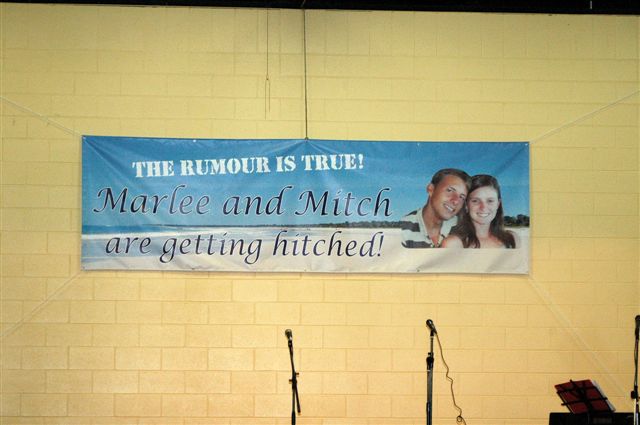 THE RUMOUR IS TRUE!
Marlee and Mitch
are getting hitched!